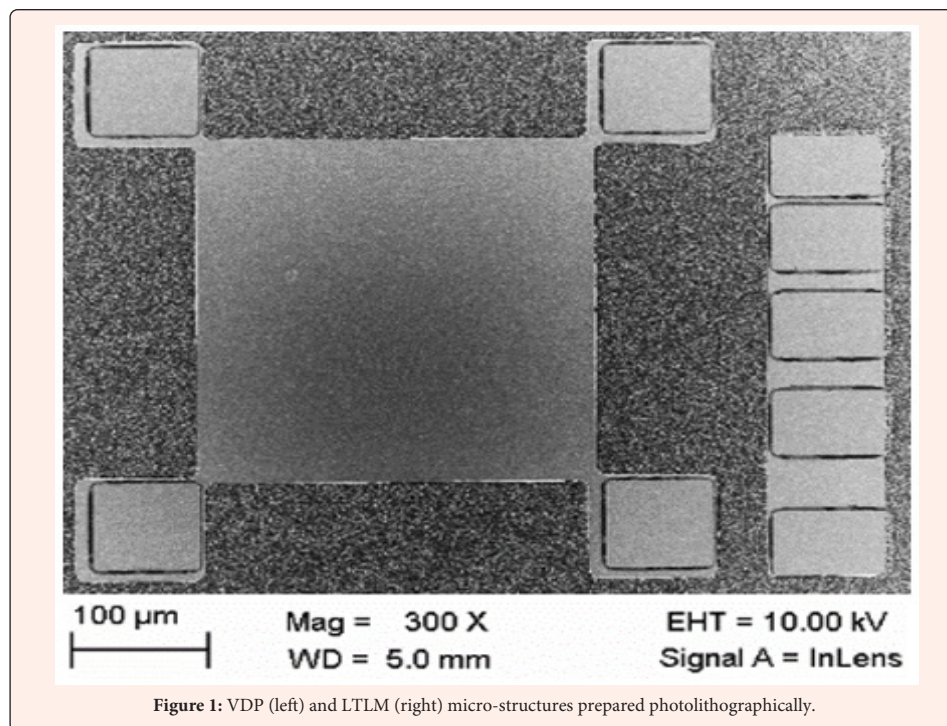 100 µm
Mag = 300 X
EHT = 10.00 kV
WD = 5.0 mm
Signal A = InLens
Figure 1: VDP (left) and LTLM (right) micro-structures prepared photolithographically.